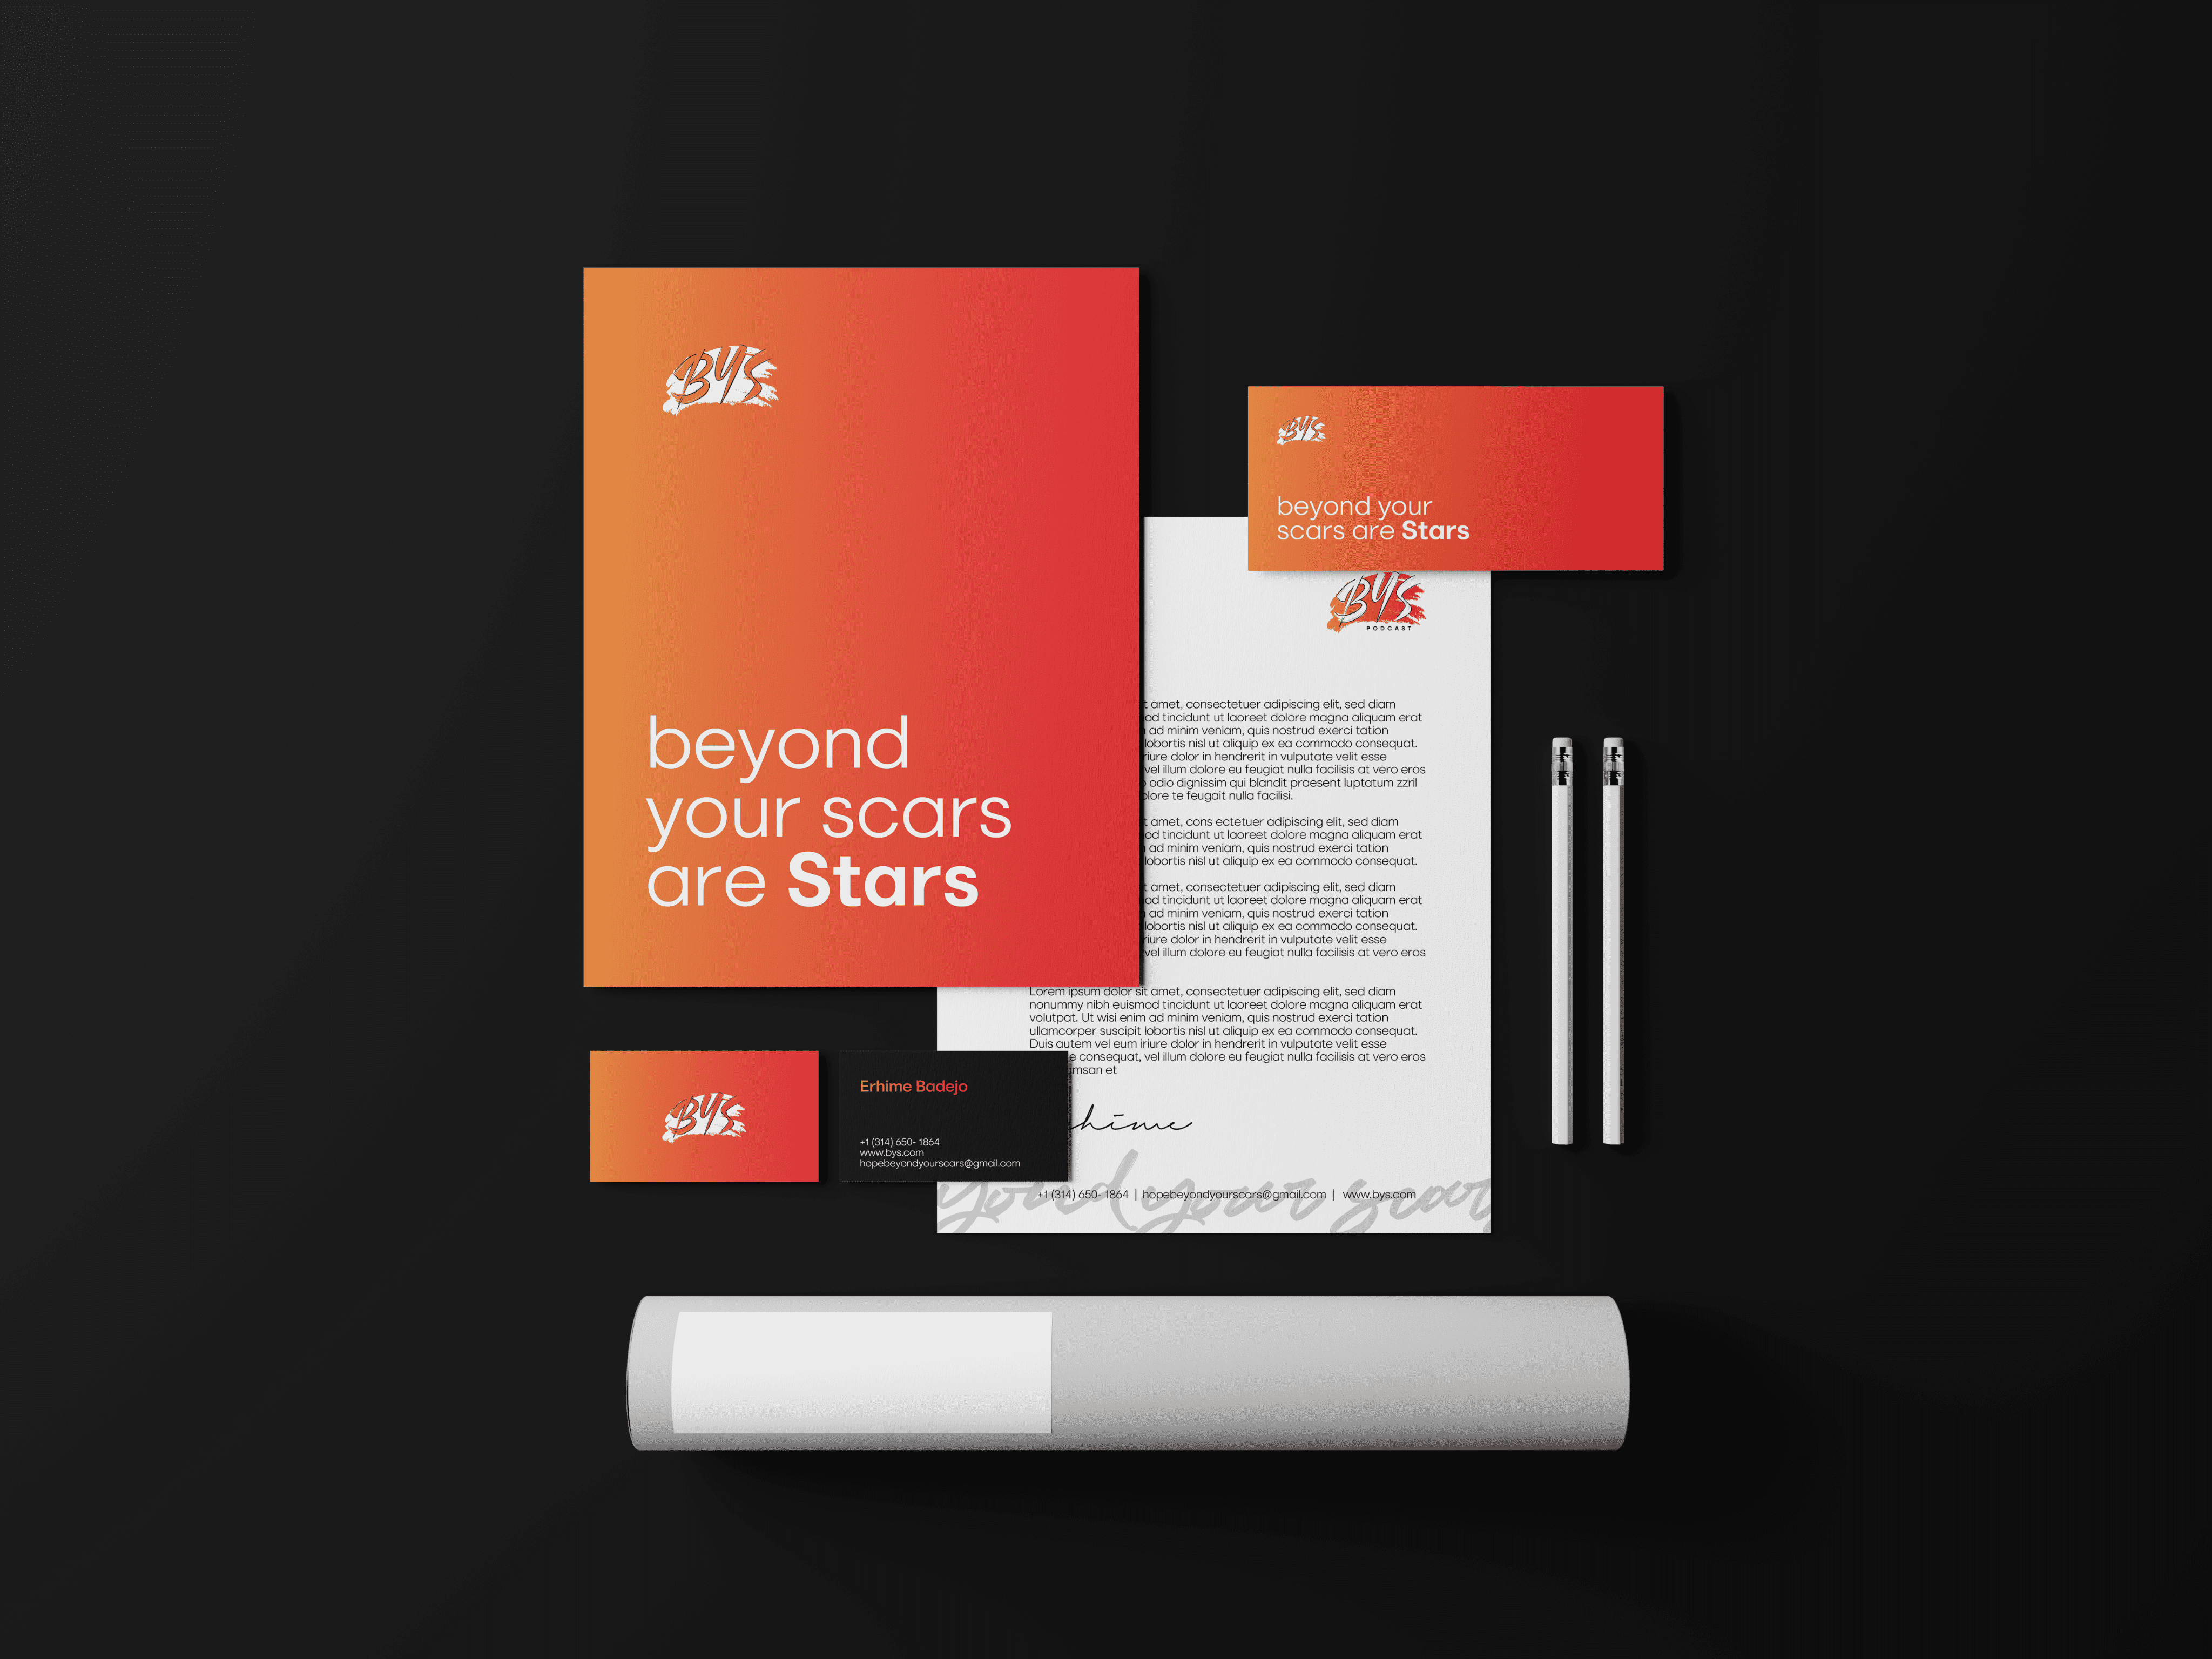 BYS
beyond
your scars
are Stars
BYS
beyond your
scars are Stars
BYS
PODCAST
t amet, consectetuer adipiscing elit, sed diam
od tincidunt ut laoreet dolore magna aliquam erat
ad minim veniam, quis nostrud exerci tation
lobortis nisl ut aliquip ex ea commodo consequat.
riure dolor in hendrerit in vulputate velit esse
vel illum dolore eu feugiat nulla facilisis at vero eros
odio dignissim qui blandit praesent luptatum zzril
olore te feugait nulla facilisi.
t amet, cons ectetuer adipiscing elit, sed diam
od tincidunt ut laoreet dolore magna aliquam erat
ad minim veniam, quis nostrud exerci tation
lobortis nisl ut aliquip ex ea commodo consequat.
t amet, consectetuer adipiscing elit, sed diam
od tincidunt ut laoreet dolore magna aliquam erat
ad minim veniam, quis nostrud exerci tation
lobortis nisl ut aliquip ex ea commodo consequat.
riure dolor in hendrerit in vulputate velit esse
vel illum dolore eu feugiat nulla facilisis at vero eros
Lorem ipsum dolor sit amet, consectetuer adipiscing elit, sed diam
nonummy nibh euismod tincidunt ut laoreet dolore magna aliquam erat
volutpat. Ut wisi enim ad minim veniam, quis nostrud exerci tation
ullamcorper suscipit lobortis nisl ut aliquip ex ea commodo consequat.
Duis autem vel eum iriure dolor in hendrerit in vulputate velit esse
e consequat, vel illum dolore eu feugiat nulla facilisis at vero eros
umsan et
hime
yond your scar
+1 (314) 650- 1864 | hopebeyondyourscars@gmail.com | www.bys.com
BYS
Erhime Badejo
+1 (314) 650- 1864
www.bys.com
hopebeyondyourscars@gmail.com